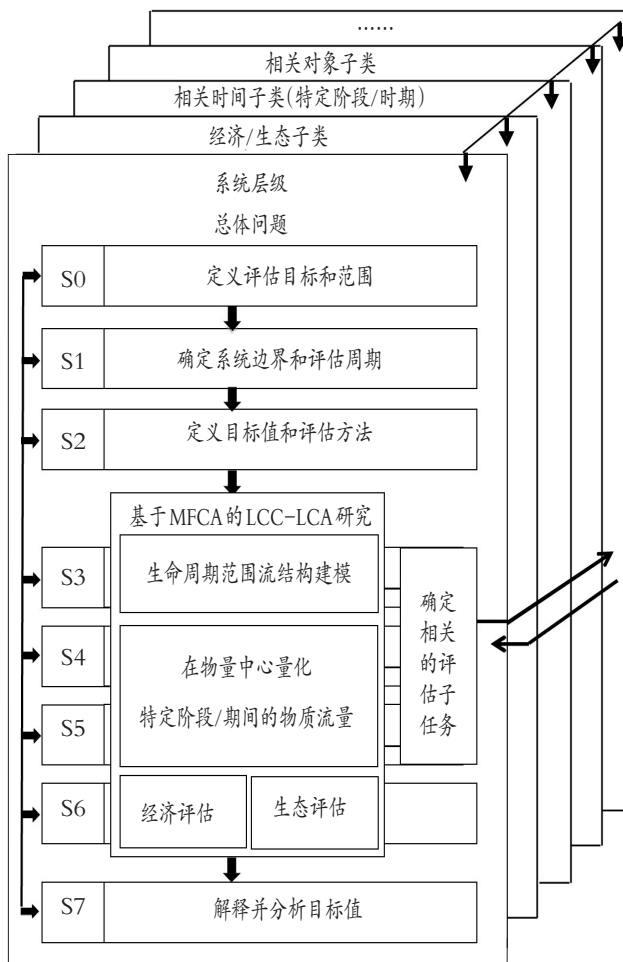 ……
相关对象子类
相关时间子类(特定阶段/时期)
经济/生态子类
系统层级
总体问题
S0
定义评估目标和范围
S1
确定系统边界和评估周期
S2
定义目标值和评估方法
基于MFCA的LCC-LCA研究
S3
生命周期范围流结构建模
S4
在物量中心量化
S5
特定阶段/期间的物质流量
确定
相关
的评
估子
任务
S6
经济评估
生态评估
S7
解释并分析目标值